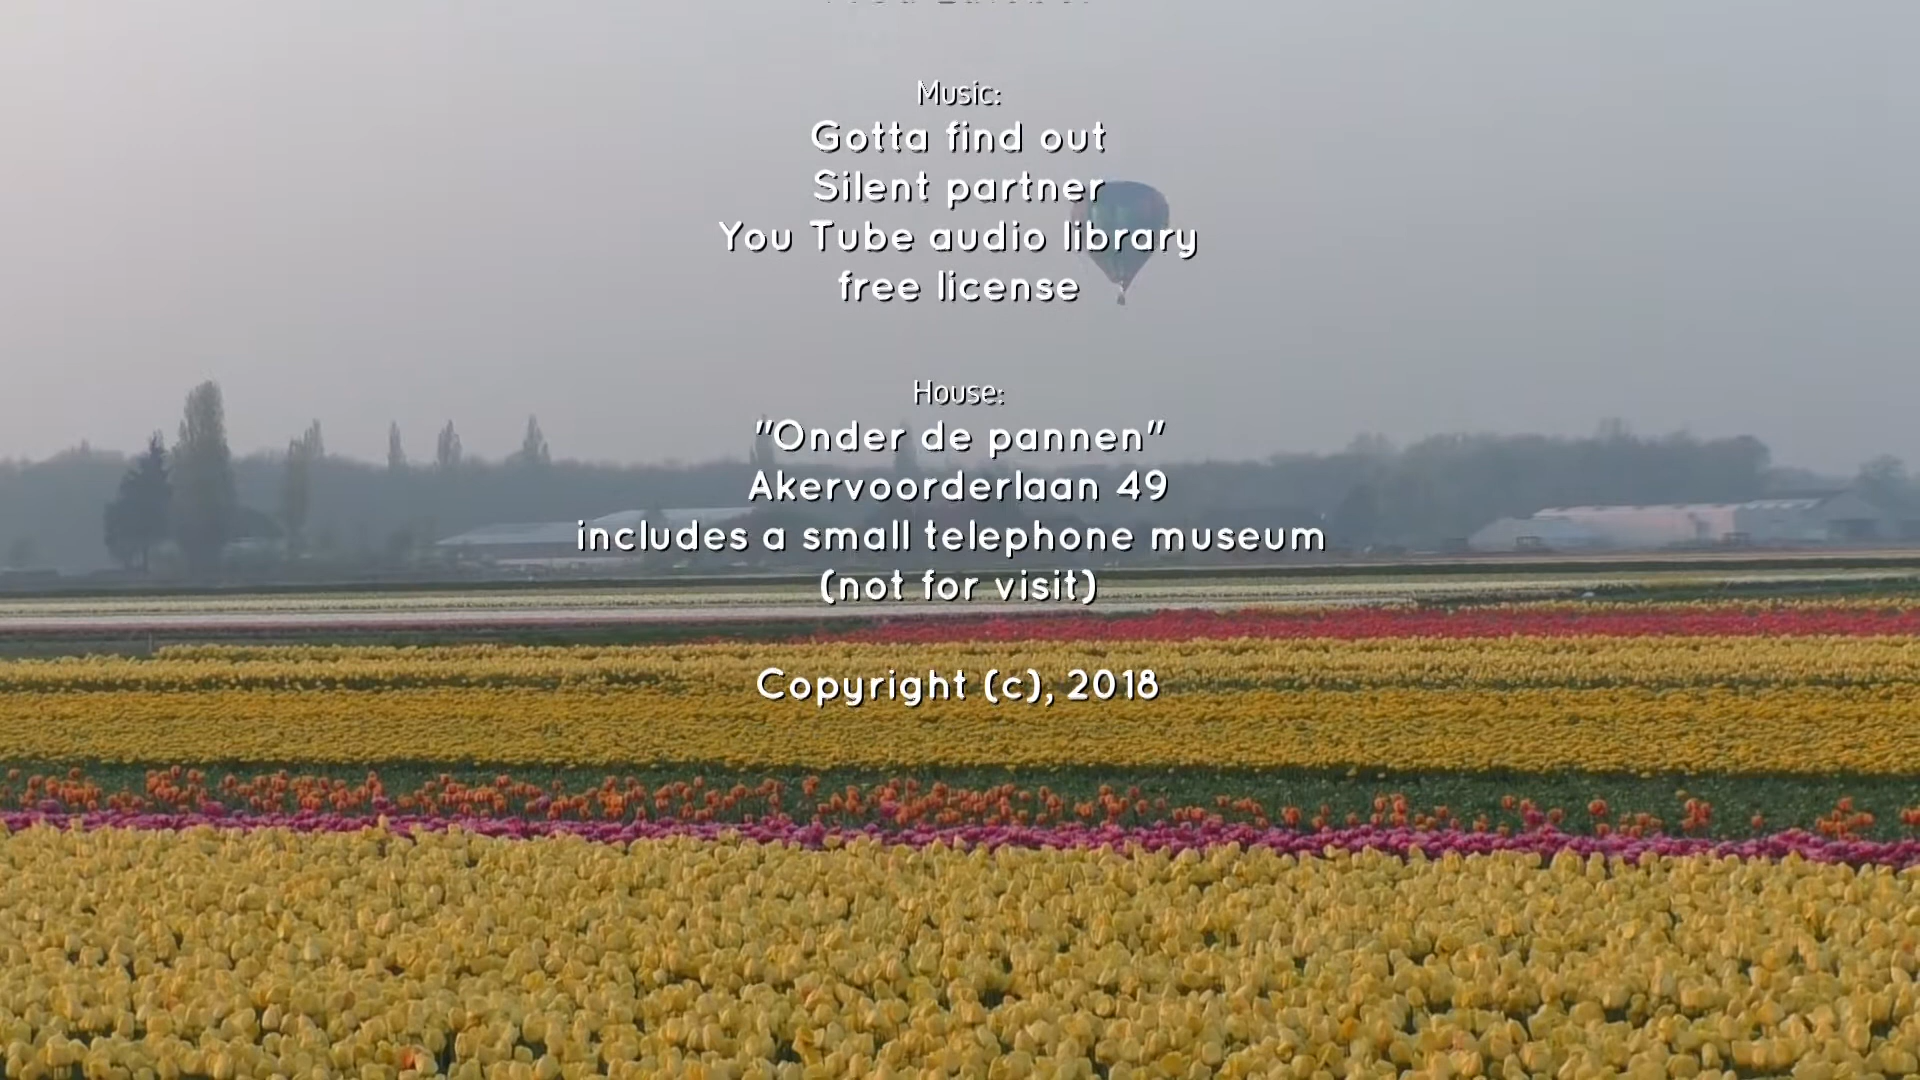 Music:
Gotta find out
Silent partner
You Tube audio library
free license
House:
"Onder de pannen"
Akervoorderlaan 49
includes a small telephone museum
(not for visit)
Copyright (c), 2018